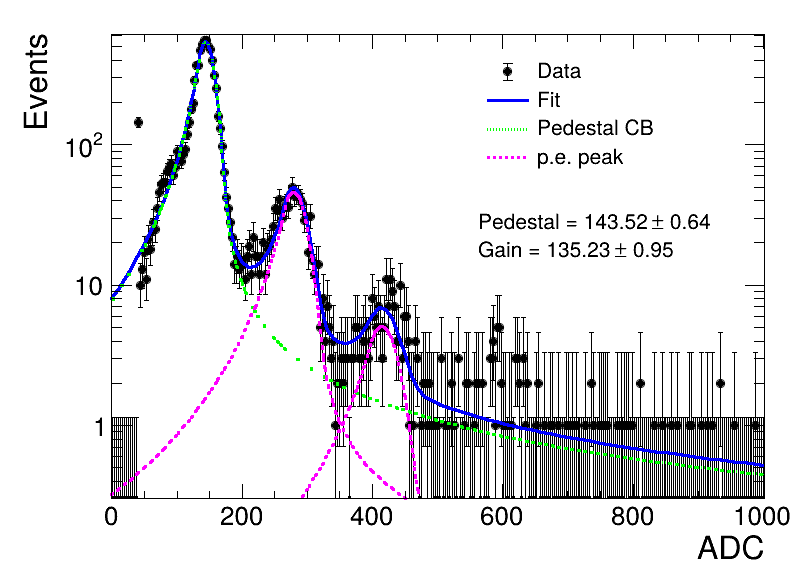 Events
Data
Fit
Pedestal CB
p.e. peak
Pedestal = 143.52 ± 0.64
Gain = 135.23 ± 0.95
10²
10
1
0 200 400 600 800 1000
ADC